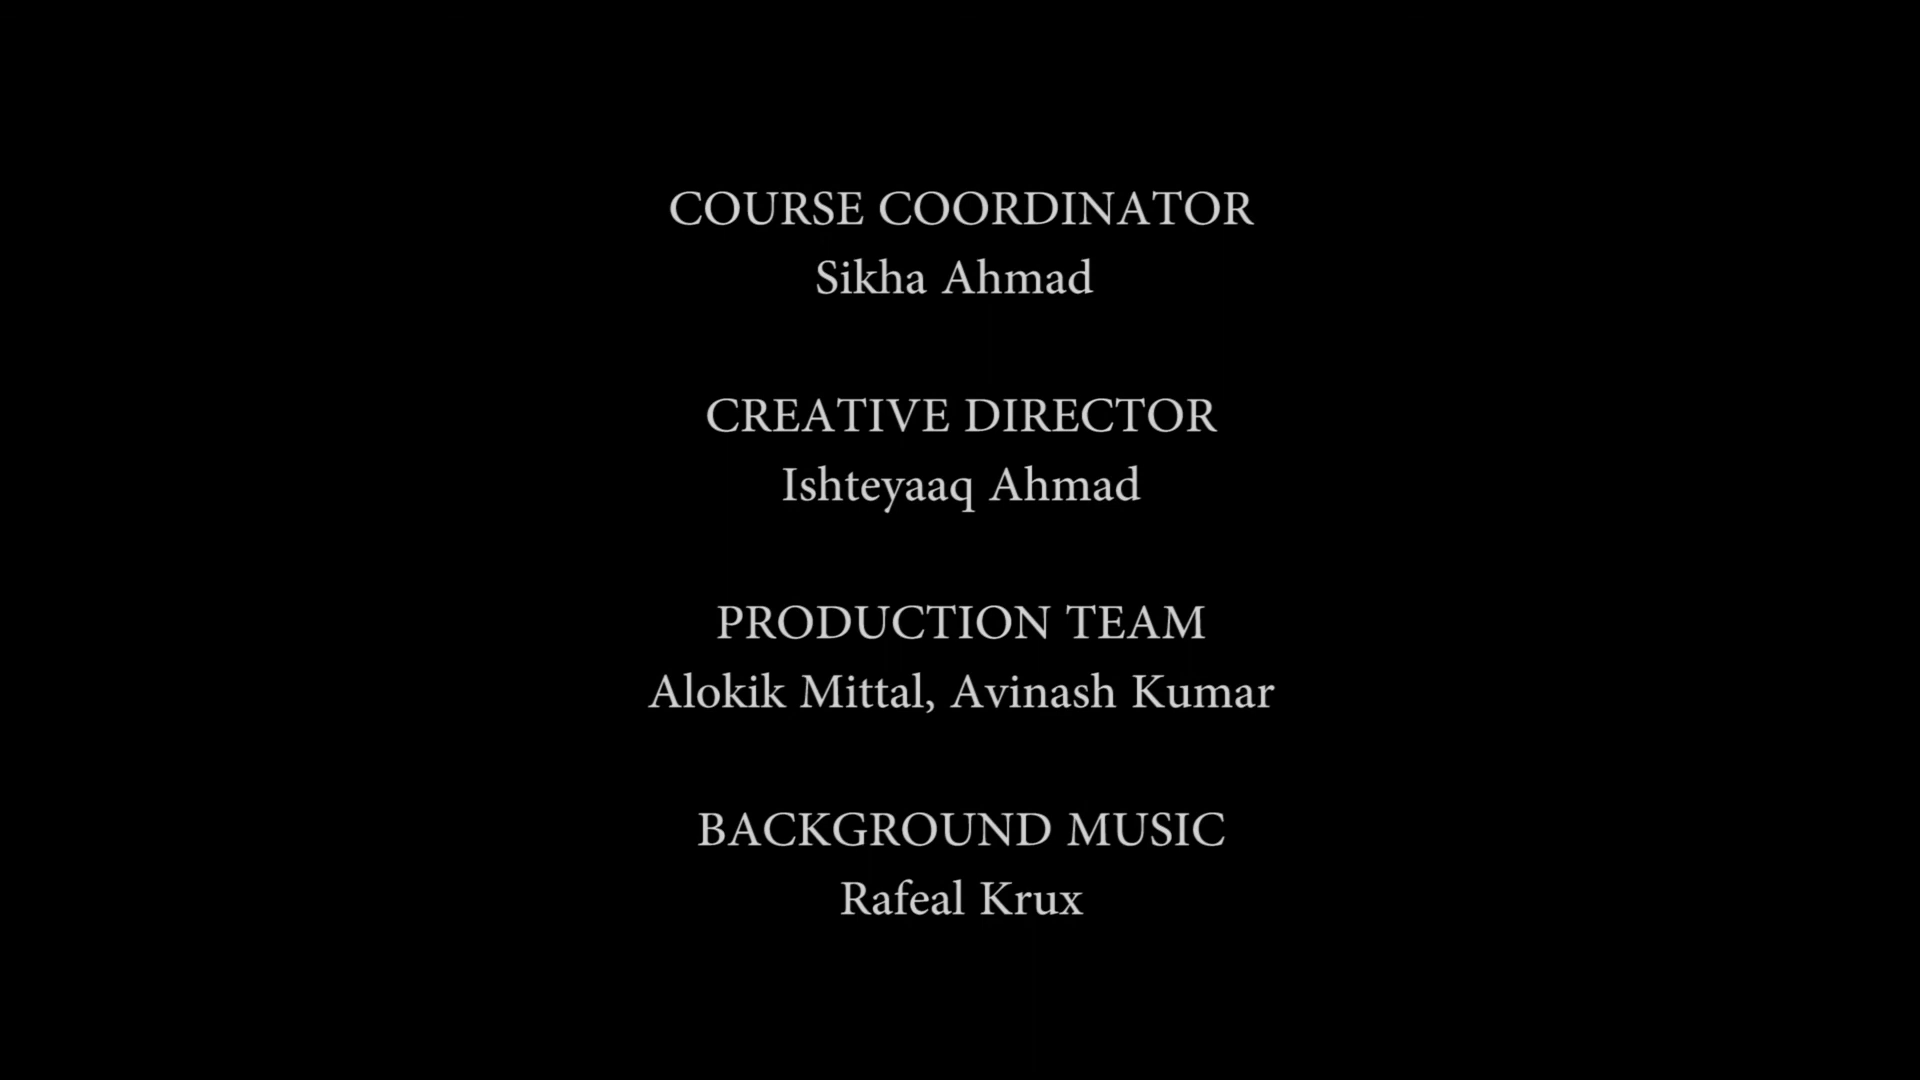 COURSE COORDINATOR
Sikha Ahmad
CREATIVE DIRECTOR
Ishteyaaq Ahmad
PRODUCTION TEAM
Alokik Mittal, Avinash Kumar
BACKGROUND MUSIC
Rafeal Krux